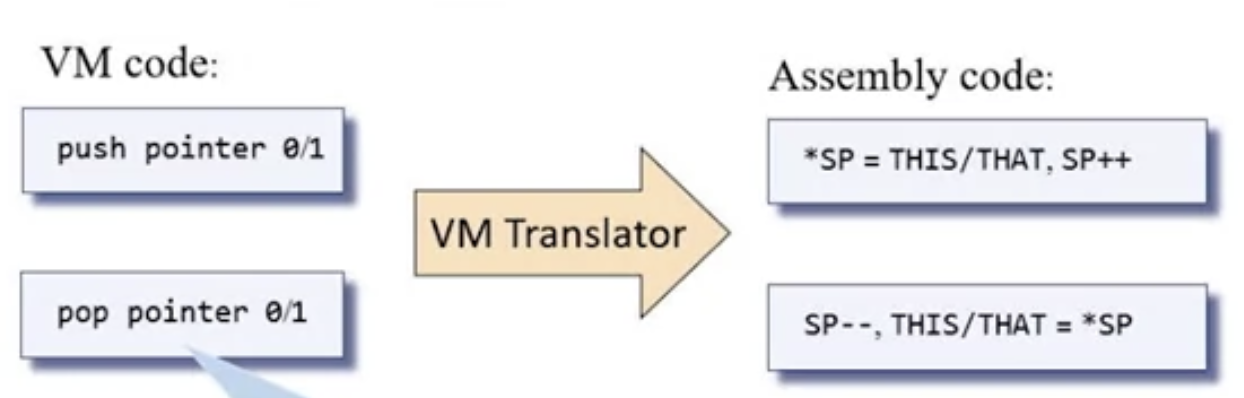 VM code:
push pointer 0/1
pop pointer 0/1
VM Translator
Assembly code:
*SP = THIS/THAT, SP++
SP--, THIS/THAT = *SP